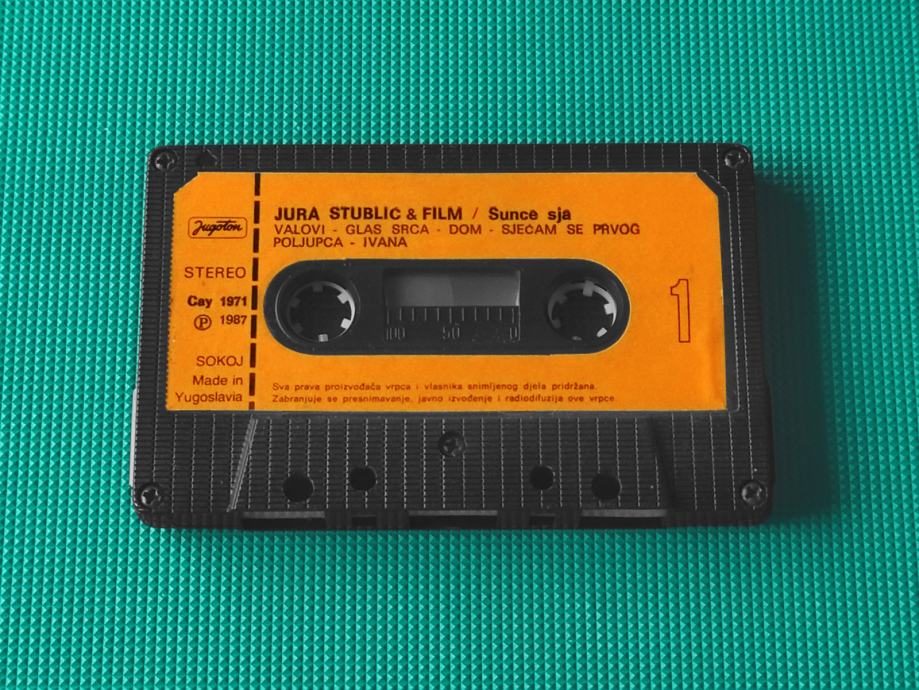 JURA STUBLIĆ & FILM / Sunce sja
VALOVI - GLAS SRCA - DOM - SJEĆAM SE PRVOG
POLJUPCA - IVANA
Jugoton
STEREO
Cay 1971
Ⓟ 1987
SOKOJ
Made in
Yugoslavia
100 50 0
1
Sva prava proizvođača vrpca i vlasnika snimljenog djela pridržana.
Zabranjuje se presnimavanje, javno izvođenje i radiodifuzija ove vrpce.